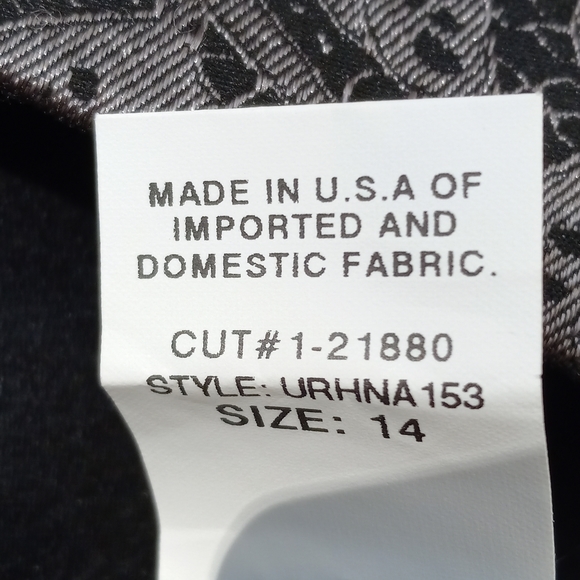 MADE IN U.S.A OF
IMPORTED AND
DOMESTIC FABRIC.
CUT# 1-21880
STYLE: URHNA153
SIZE: 14